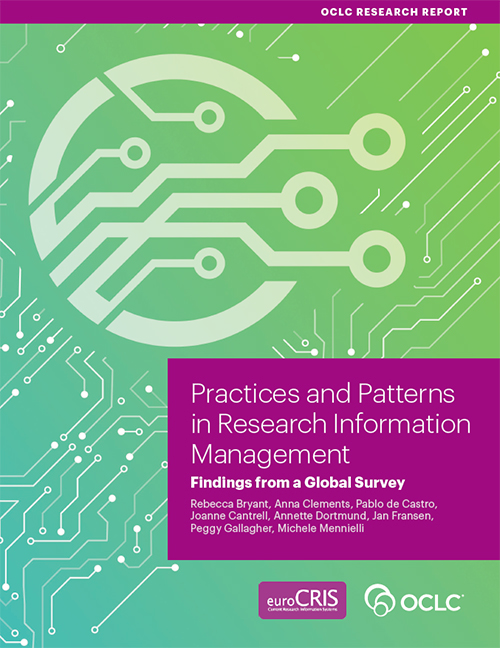 OCLC RESEARCH REPORT
Practices and Patterns
in Research Information
Management
Findings from a Global Survey
Rebecca Bryant, Anna Clements, Pablo de Castro,
Joanne Cantrell, Annette Dortmund, Jan Fransen,
Peggy Gallagher, Michele Mennielli
euroCRIS
Current Research Information Systems
OCLC